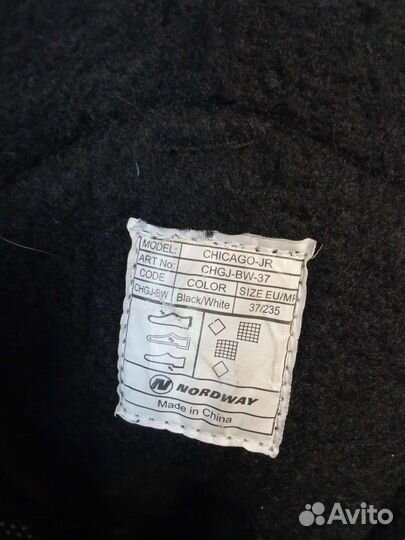 MODEL: CHICAGO-JR
ART No: CHGJ-BW-37
CODE COLOR SIZE EU/M
CHGJ-BW Black/White 37/235
N NORDWAY
Made in China
Avito